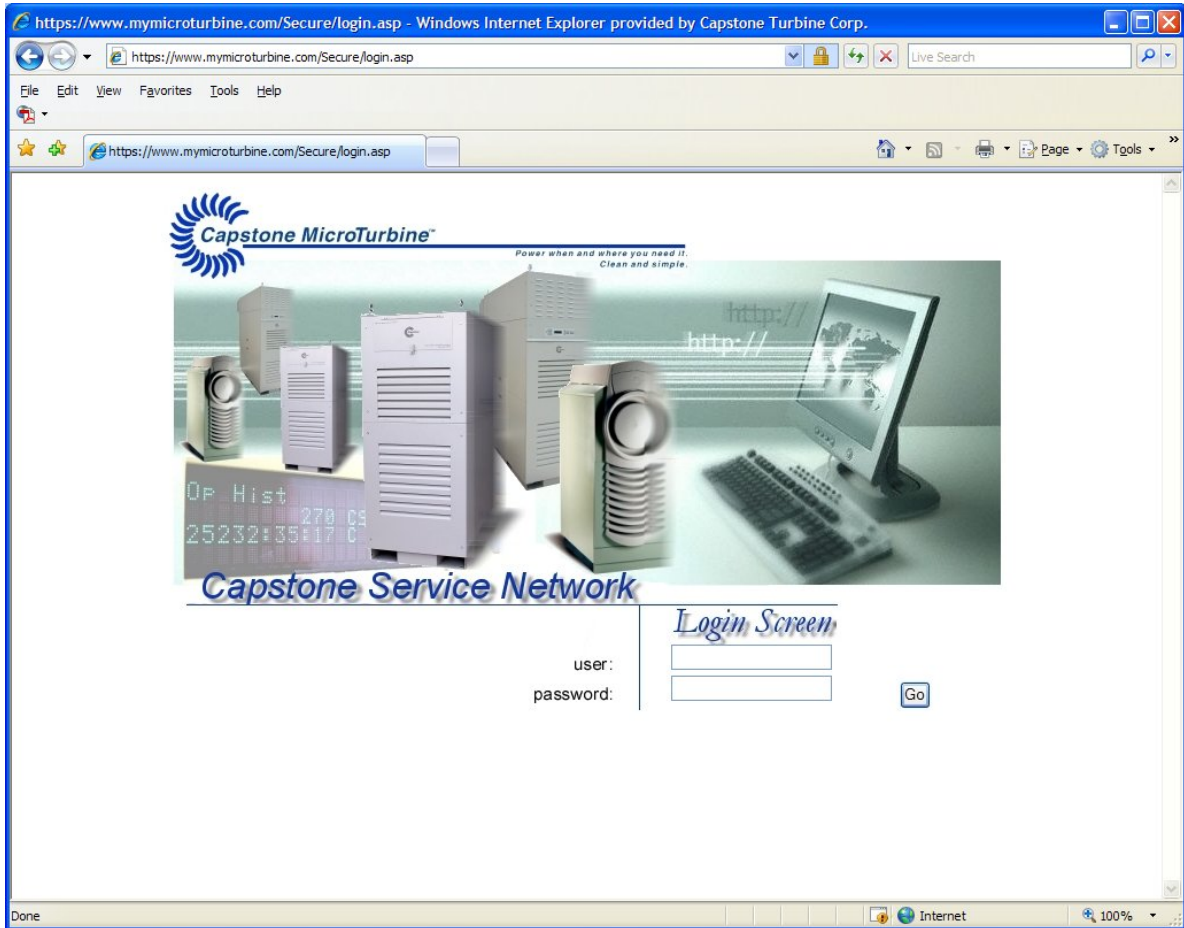 https://www.mymicroturbine.com/Secure/login.asp - Windows Internet Explorer provided by Capstone Turbine Corp.
https://www.mymicroturbine.com/Secure/login.asp
Live Search
File Edit View Favorites Tools Help
https://www.mymicroturbine.com/Secure/login.asp
Page Tools »
Capstone MicroTurbine™
Power when and where you need it.
Clean and simple.
http://
http://
Op Hist
270 CS
25232:35:17 C
Capstone Service Network
Login Screen
user:
password:
Go
Done
Internet
100%